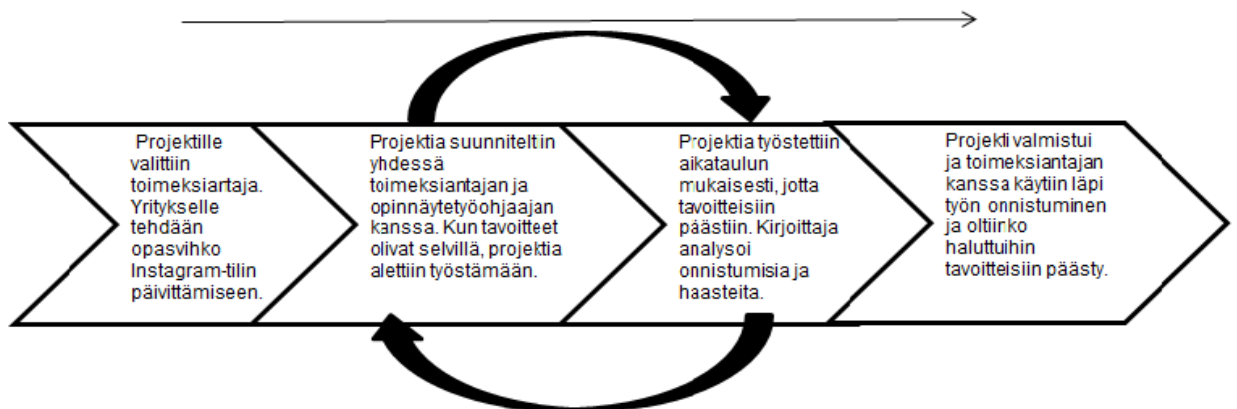 Projektille
valittiin
toimeksiartaja.
Yritykselle
tehdään
opasvihko
Instagram-tilin
päivittämiseen.
Projektia suunnitelt in
yhdessä
toimeksiantajan ja
opinnäytetyöohjaajan
kanssa. Kun tavoitteet
olivat selvillä, projektia
alettiin työstämään.
Projektia työstettiin
aikataulun
mukaisesti, jotta
tavoitteisiin
päästiin. Kirjoittaja
analysoi
onnistumisia ja
haasteita.
Projekti valmistui
ja toimeksiantajan
kanssa käytiin läpi
työn onnistuminen
ja oltiinko
haluttuihin
tavoitteisiin päästy.